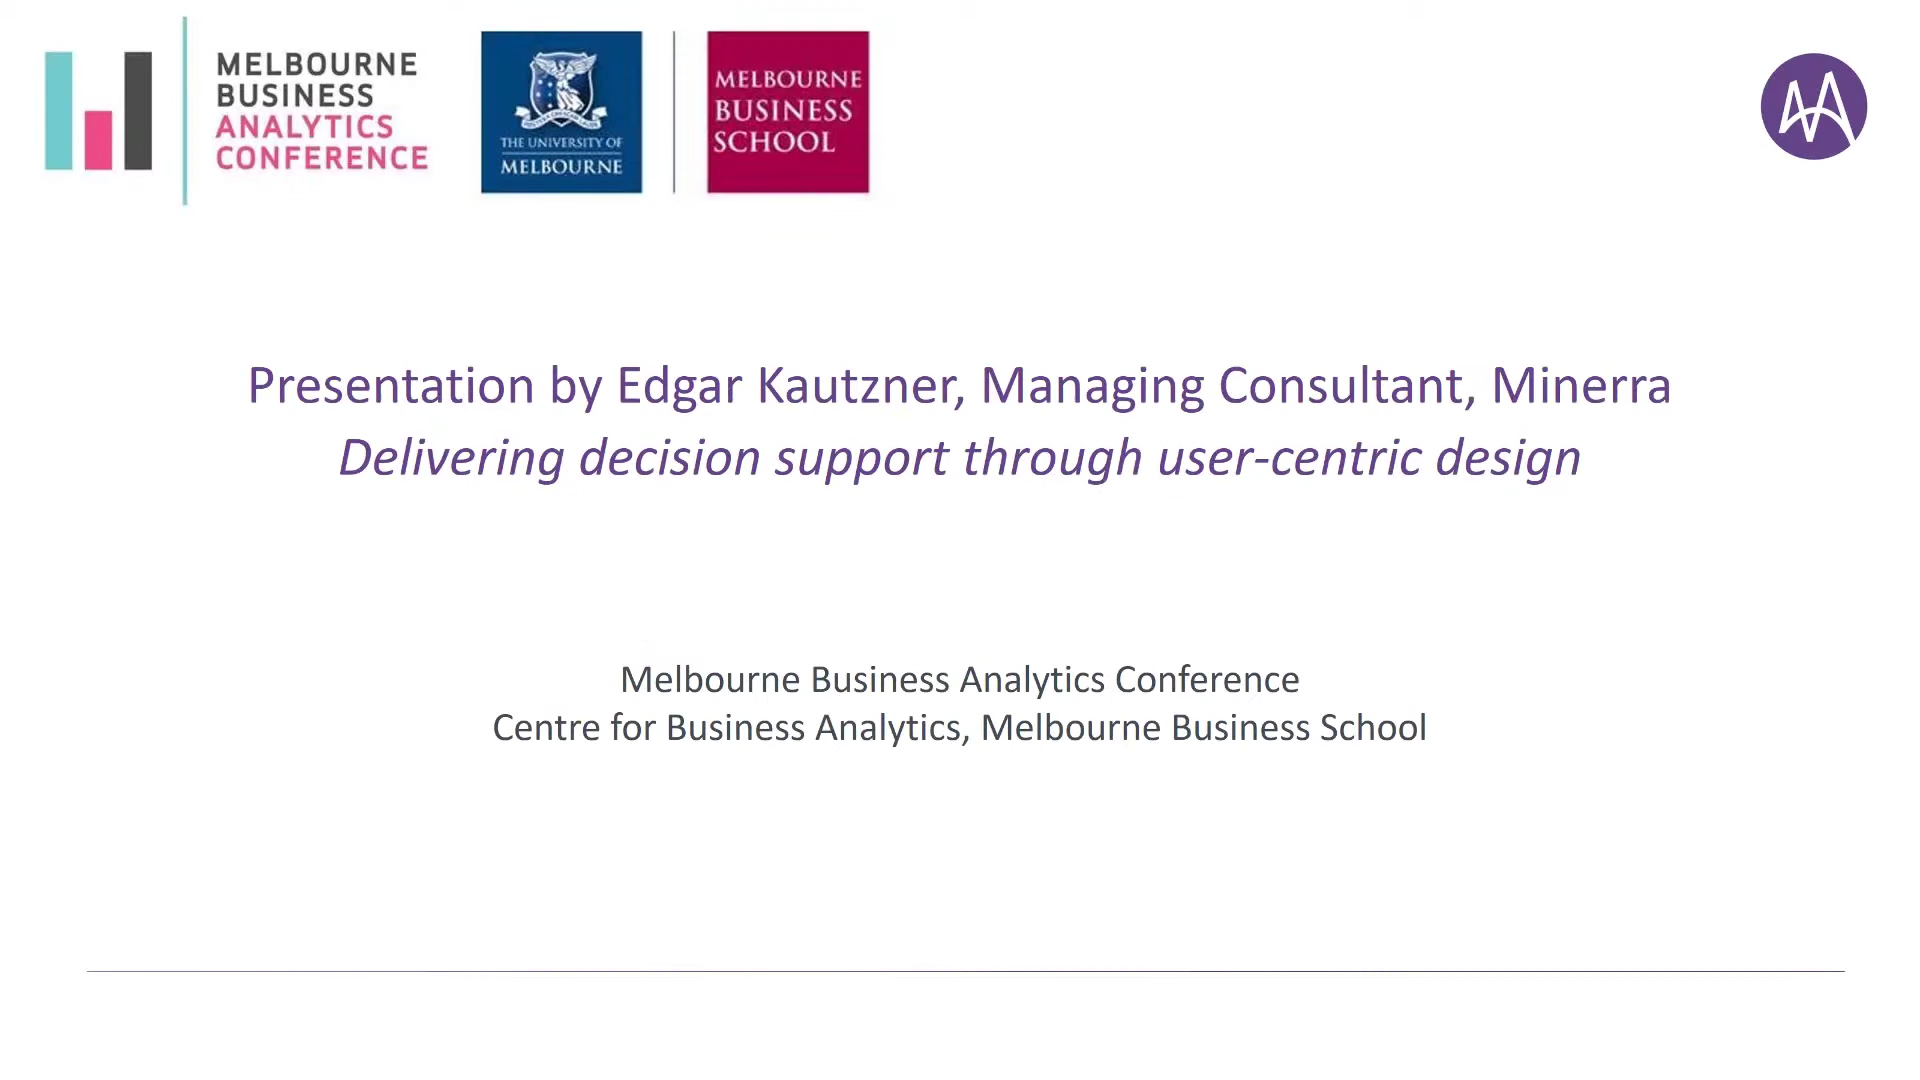 MELBOURNE
BUSINESS
ANALYTICS
CONFERENCE
THE UNIVERSITY OF
MELBOURNE
MELBOURNE
BUSINESS
SCHOOL
Presentation by Edgar Kautzner, Managing Consultant, Minerra
Delivering decision support through user-centric design
Melbourne Business Analytics Conference
Centre for Business Analytics, Melbourne Business School